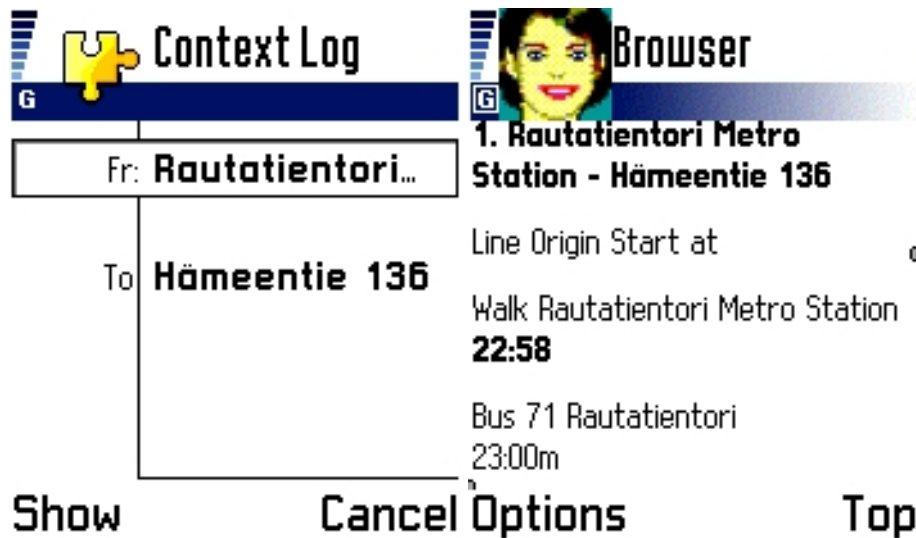 Context Log
G
Fr: Rautatientori...
To Hämeentie 136
Show Cancel
Browser
G
1. Rautatientori Metro
Station - Hämeentie 136
Line Origin Start at
Walk Rautatientori Metro Station
22:58
Bus 71 Rautatientori
23:00m
Options Top